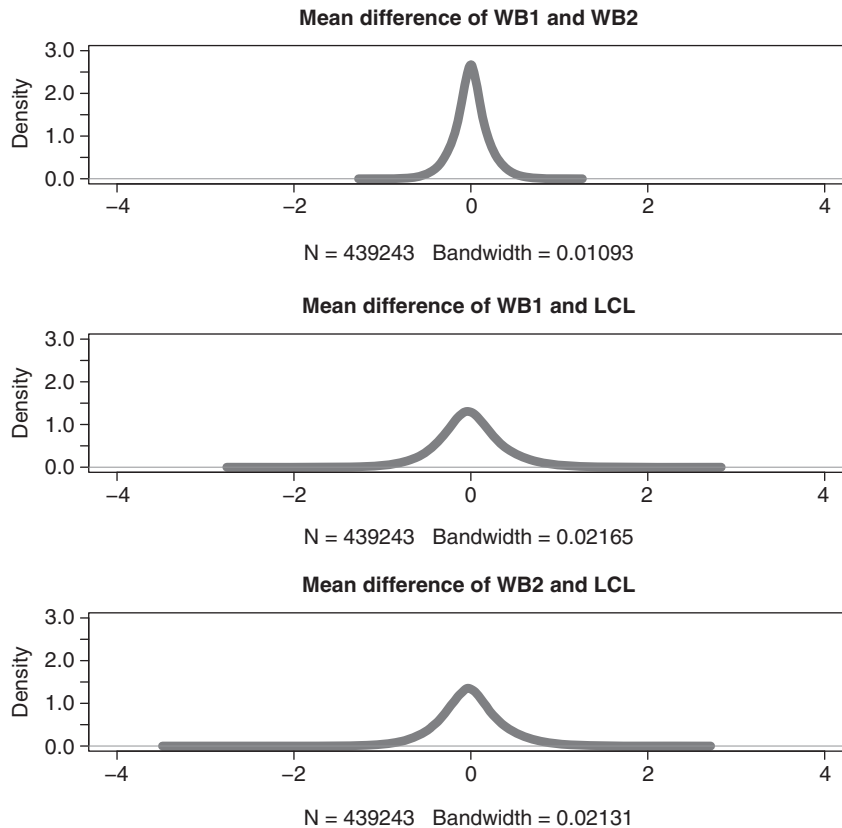 Mean difference of WB1 and WB2
3.0
2.0
1.0
0.0
Density
−4 −2 0 2 4
N = 439243 Bandwidth = 0.01093
Mean difference of WB1 and LCL
3.0
2.0
1.0
0.0
Density
−4 −2 0 2 4
N = 439243 Bandwidth = 0.02165
Mean difference of WB2 and LCL
3.0
2.0
1.0
0.0
Density
−4 −2 0 2 4
N = 439243 Bandwidth = 0.02131